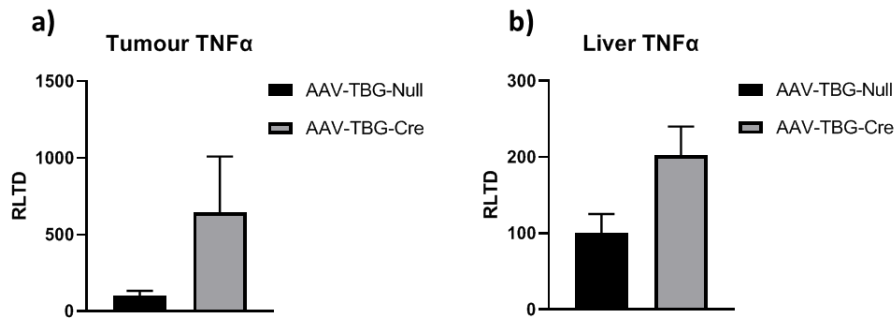 a)
Tumour TNFα
1500
1000
500
0
RLTD
AAV-TBG-Null
AAV-TBG-Cre
b)
Liver TNFα
300
200
100
0
RLTD
AAV-TBG-Null
AAV-TBG-Cre